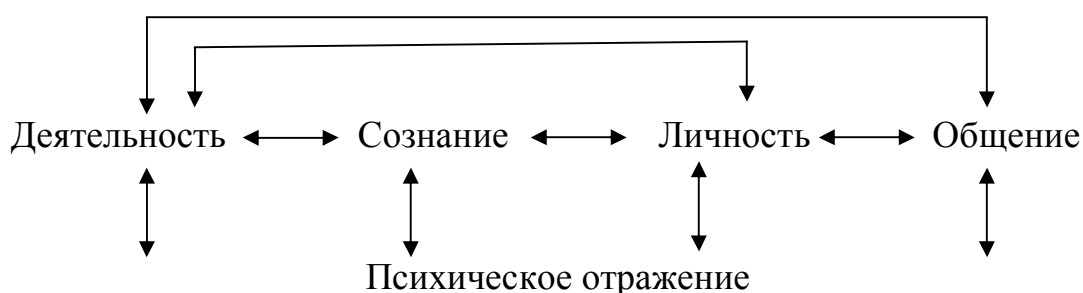 Деятельность Сознание Личность Общение
Психическое отражение